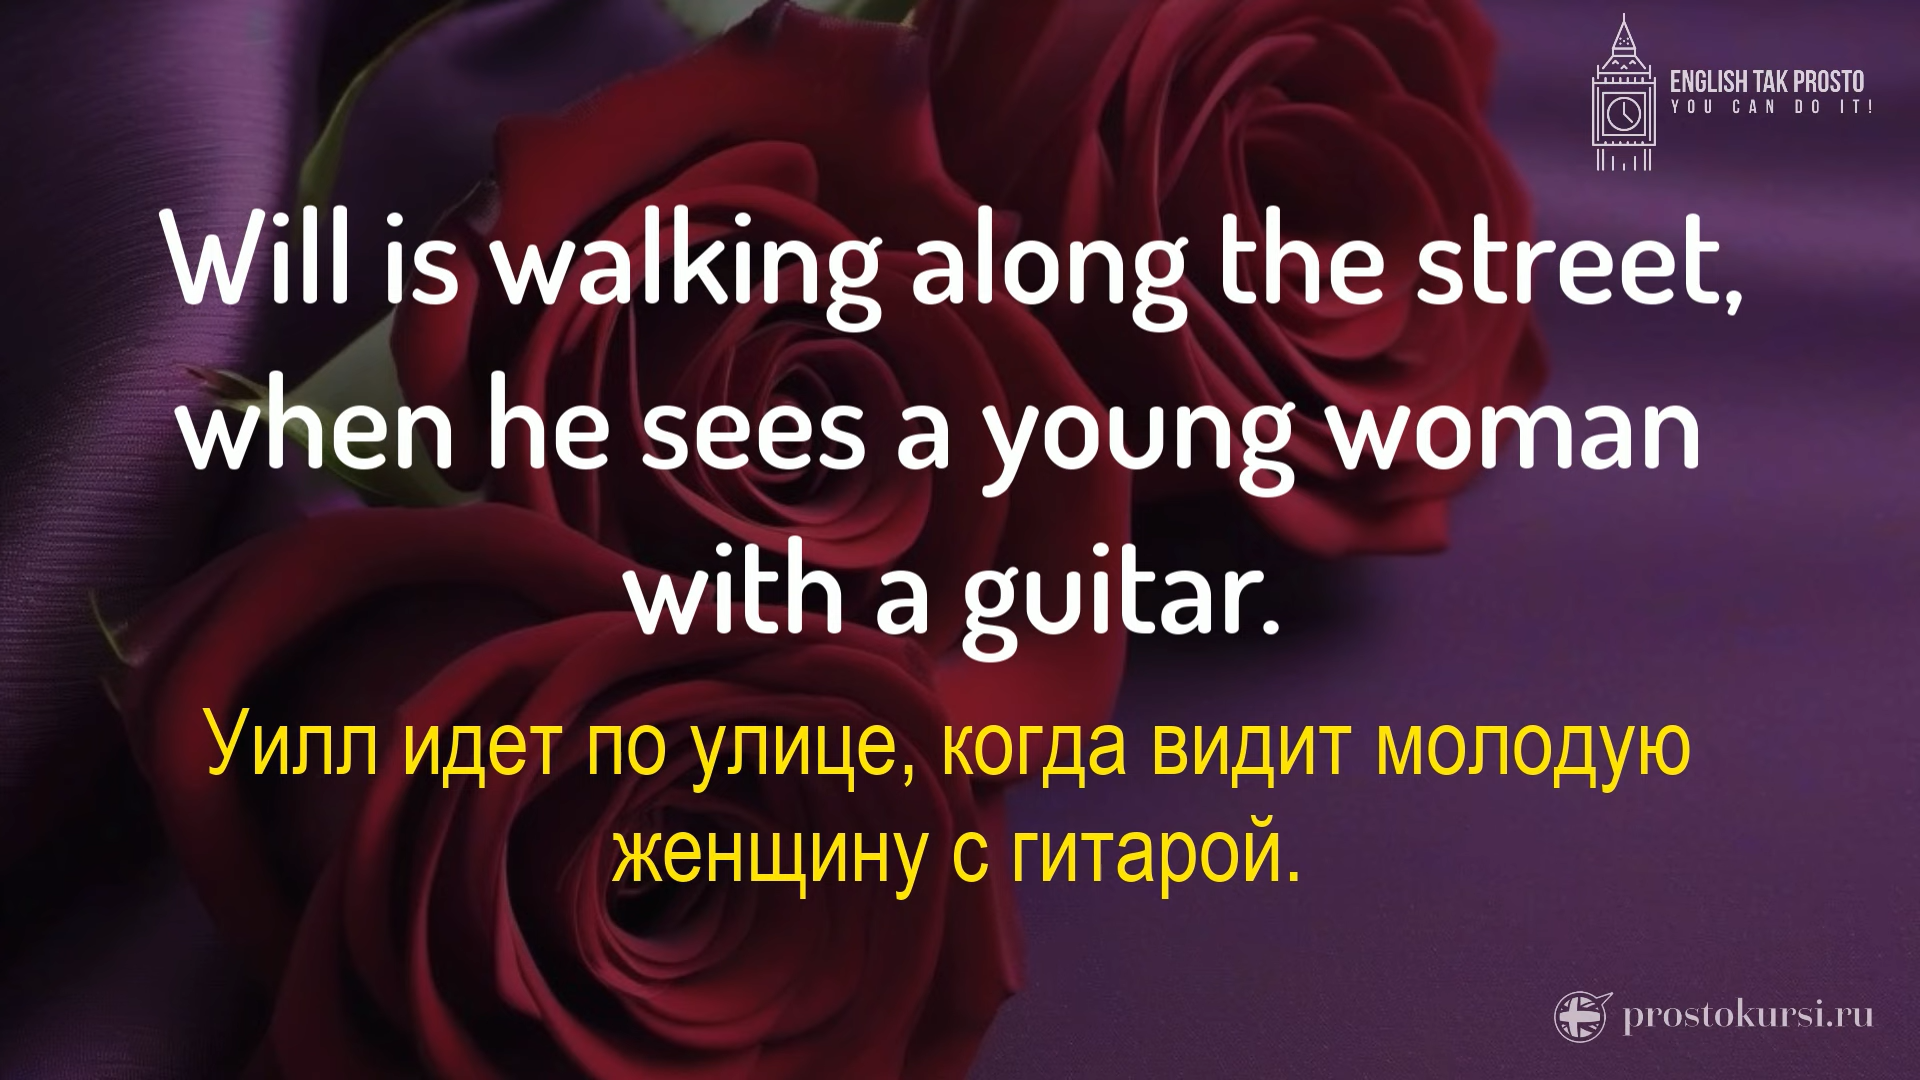 ENGLISH TAK PROSTO
YOU CAN DO IT!
Will is walking along the street,
when he sees a young woman
with a guitar.
Уилл идет по улице, когда видит молодую
женщину с гитарой.
prostokursi.ru